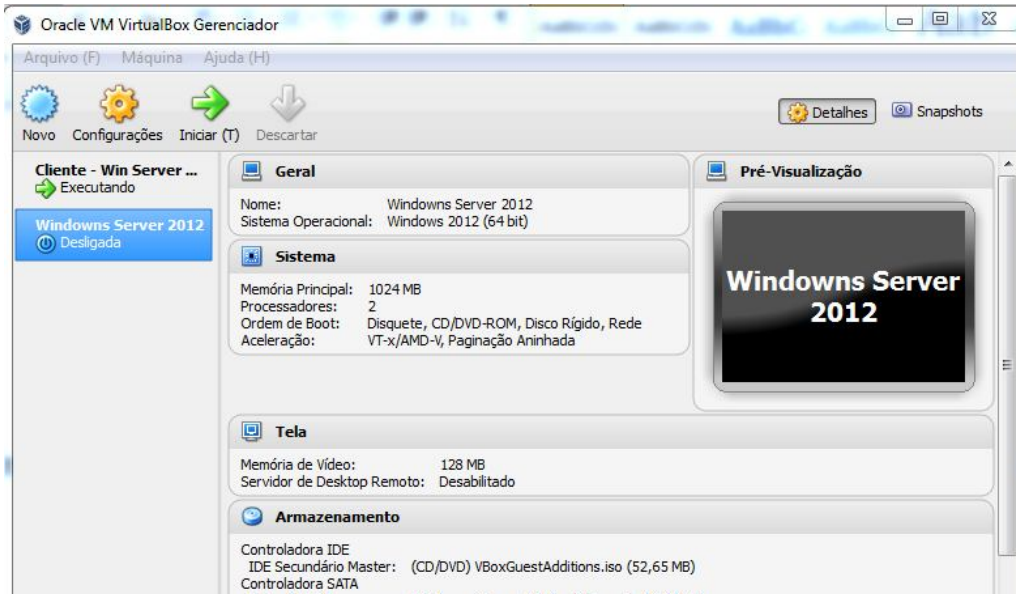 Oracle VM VirtualBox Gerenciador
Arquivo (F) Máquina Ajuda (H)
Novo Configurações Iniciar (T) Descartar
Detalhes Snapshots
Cliente - Win Server ...
Executando
Windowns Server 2012
Desligada
Geral
Nome: Windowns Server 2012
Sistema Operacional: Windows 2012 (64 bit)
Sistema
Memória Principal: 1024 MB
Processadores: 2
Ordem de Boot: Disquete, CD/DVD-ROM, Disco Rígido, Rede
Aceleração: VT-x/AMD-V, Paginação Aninhada
Pré-Visualização
Windowns Server
2012
Tela
Memória de Vídeo: 128 MB
Servidor de Desktop Remoto: Desabilitado
Armazenamento
Controladora IDE
IDE Secundário Master: (CD/DVD) VBoxGuestAdditions.iso (52,65 MB)
Controladora SATA